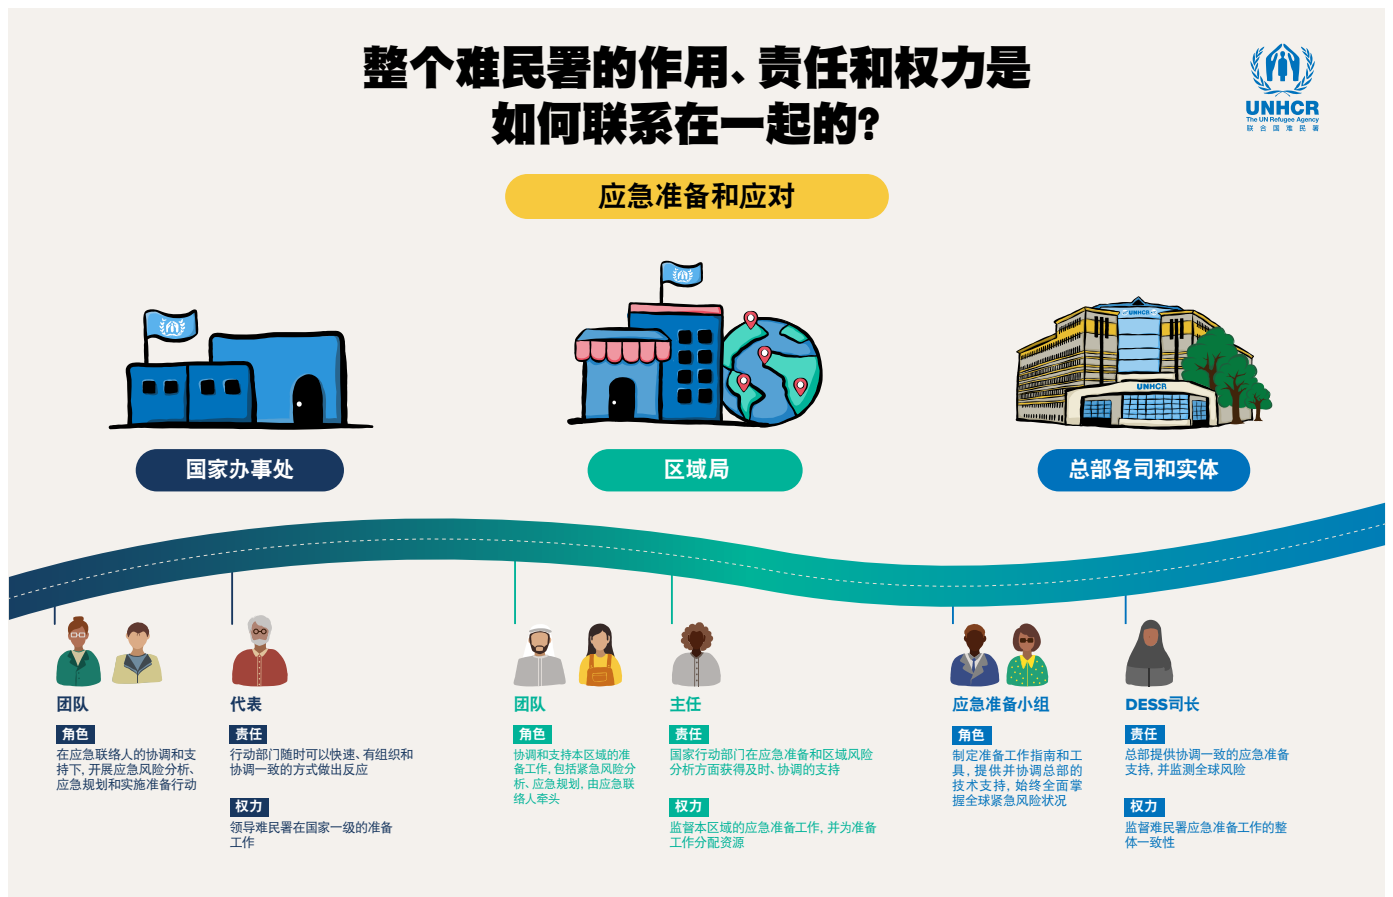 整个难民署的作用、责任和权力是
如何联系在一起的?
UNHCR
The UN Refugee Agency
联合国难民署
应急准备和应对
UNHCR
UNHCR
国家办事处
区域局
总部各司和实体
团队
角色
在应急联络人的协调和支
持下, 开展应急风险分析、
应急规划和实施准备行动
代表
责任
行动部门随时可以快速、有组织和
协调一致的方式做出反应
权力
领导难民署在国家一级的准备
工作
团队
角色
协调和支持本区域的准
备工作, 包括紧急风险分
析、应急规划, 由应急联
络人牵头
主任
责任
国家行动部门在应急准备和区域风险
分析方面获得及时、协调的支持
权力
监督本区域的应急准备工作, 并为准备
工作分配资源
应急准备小组
角色
制定准备工作指南和工
具, 提供并协调总部的
技术支持, 始终全面掌
握全球紧急风险状况
DESS司长
责任
总部提供协调一致的应急准备
支持, 并监测全球风险
权力
监督难民署应急准备工作的整
体一致性